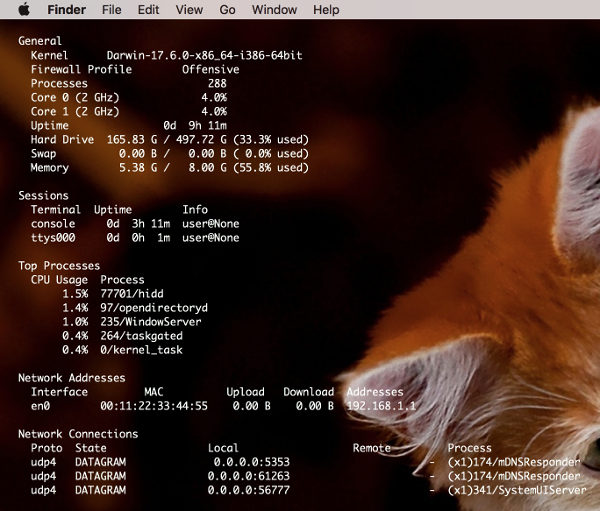 Finder File Edit View Go Window Help
General
Kernel Darwin-17.6.0-x86_64-i386-64bit
Firewall Profile Offensive
Processes 288
Core 0 (2 GHz) 4.0%
Core 1 (2 GHz) 4.0%
Uptime 0d 9h 11m
Hard Drive 165.83 G / 497.72 G (33.3% used)
Swap 0.00 B / 0.00 B ( 0.0% used)
Memory 5.38 G / 8.00 G (55.8% used)
Sessions
Terminal Uptime Info
console 0d 3h 11m user@None
ttys000 0d 0h 1m user@None
Top Processes
CPU Usage Process
1.5% 77701/hidd
1.4% 97/opendirectoryd
1.0% 235/WindowServer
0.4% 264/taskgated
0.4% 0/kernel_task
Network Addresses
Interface MAC Upload Download Addresses
en0 00:11:22:33:44:55 0.00 B 0.00 B 192.168.1.1
Network Connections
Proto State Local Remote Process
udp4 DATAGRAM 0.0.0.0:5353 - (x1)174/mDNSResponder
udp4 DATAGRAM 0.0.0.0:61263 - (x1)174/mDNSResponder
udp4 DATAGRAM 0.0.0.0:56777 - (x1)341/SystemUIServer